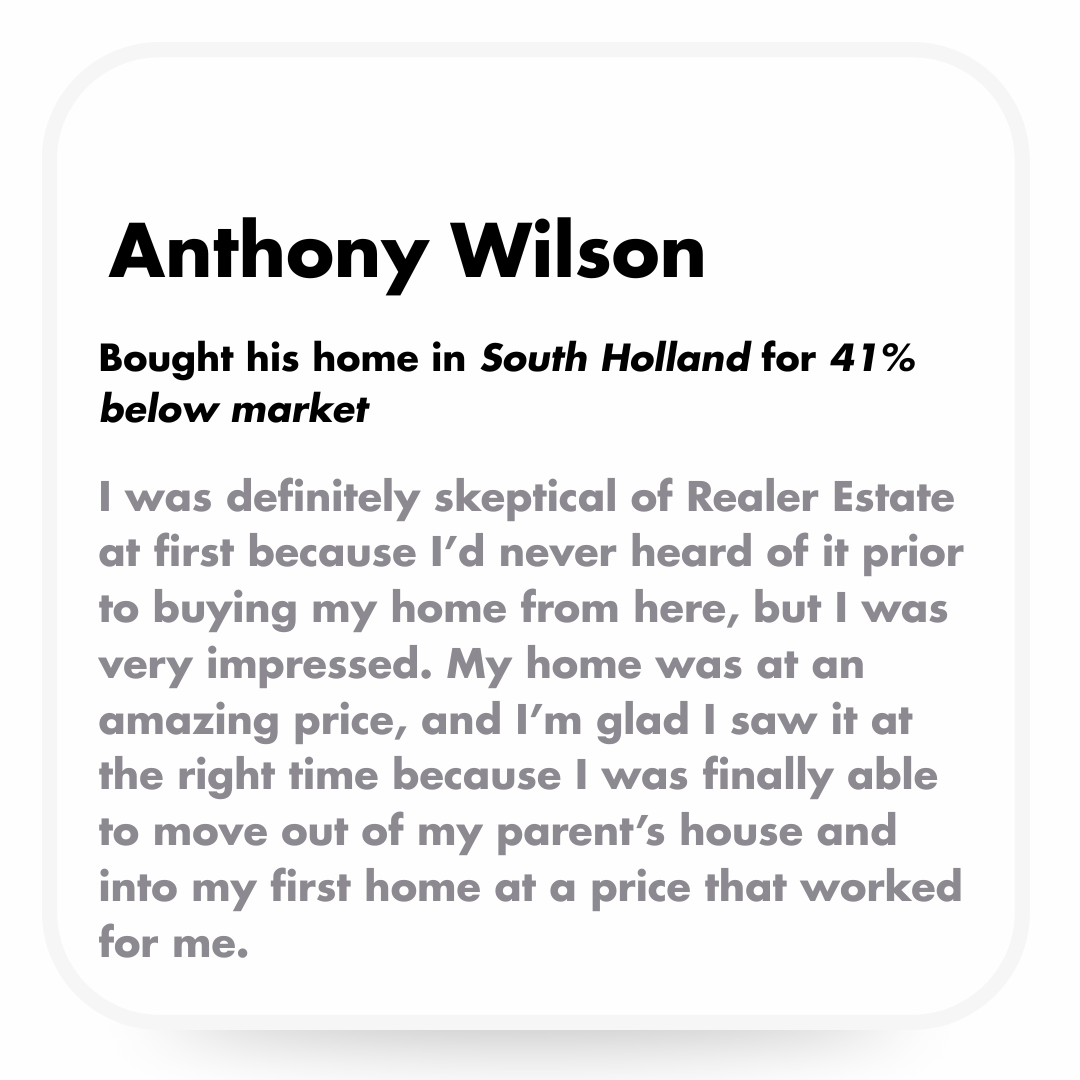 Anthony Wilson
Bought his home in South Holland for 41%
below market
I was definitely skeptical of Realer Estate
at first because I’d never heard of it prior
to buying my home from here, but I was
very impressed. My home was at an
amazing price, and I’m glad I saw it at
the right time because I was finally able
to move out of my parent’s house and
into my first home at a price that worked
for me.